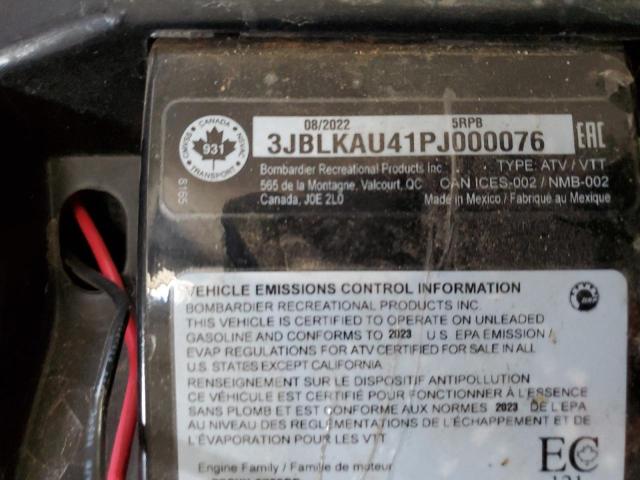 CANADA
SVMAC
NSVAC
931
TRANSPORT
8165
08/2022
5RPB
3JBLKAU41PJ000076
EAC
Bombardier Recreational Products Inc
565 de la Montagne, Valcourt, QC
Canada, J0E 2L0
TYPE: ATV / VTT
CAN ICES-002 / NMB-002
Made in Mexico / Fabriqué au Mexique
VEHICLE EMISSIONS CONTROL INFORMATION
BOMBARDIER RECREATIONAL PRODUCTS INC.
THIS VEHICLE IS CERTIFIED TO OPERATE ON UNLEADED
GASOLINE AND CONFORMS TO 2023 U.S. EPA EMISSION /
EVAP REGULATIONS FOR ATV CERTIFIED FOR SALE IN ALL
U.S. STATES EXCEPT CALIFORNIA
RENSEIGNEMENT SUR LE DISPOSITIF ANTIPOLLUTION
CE VÉHICULE EST CERTIFIÉ POUR FONCTIONNER À L'ESSENCE
SANS PLOMB ET EST CONFORME AUX NORMES 2023 DE L'EPA
AU NIVEAU DES RÉGLEMENTATIONS DE L'ÉCHAPPEMENT ET DE
L'ÉVAPORATION POUR LES VTT
Engine Family / Famille de moteur
EC